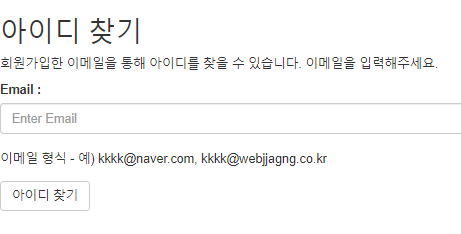 아이디 찾기
회원가입한 이메일을 통해 아이디를 찾을 수 있습니다. 이메일을 입력해주세요.
Email :
Enter Email
이메일 형식 - 예) kkkk@naver.com, kkkk@webjjagng.co.kr
아이디 찾기